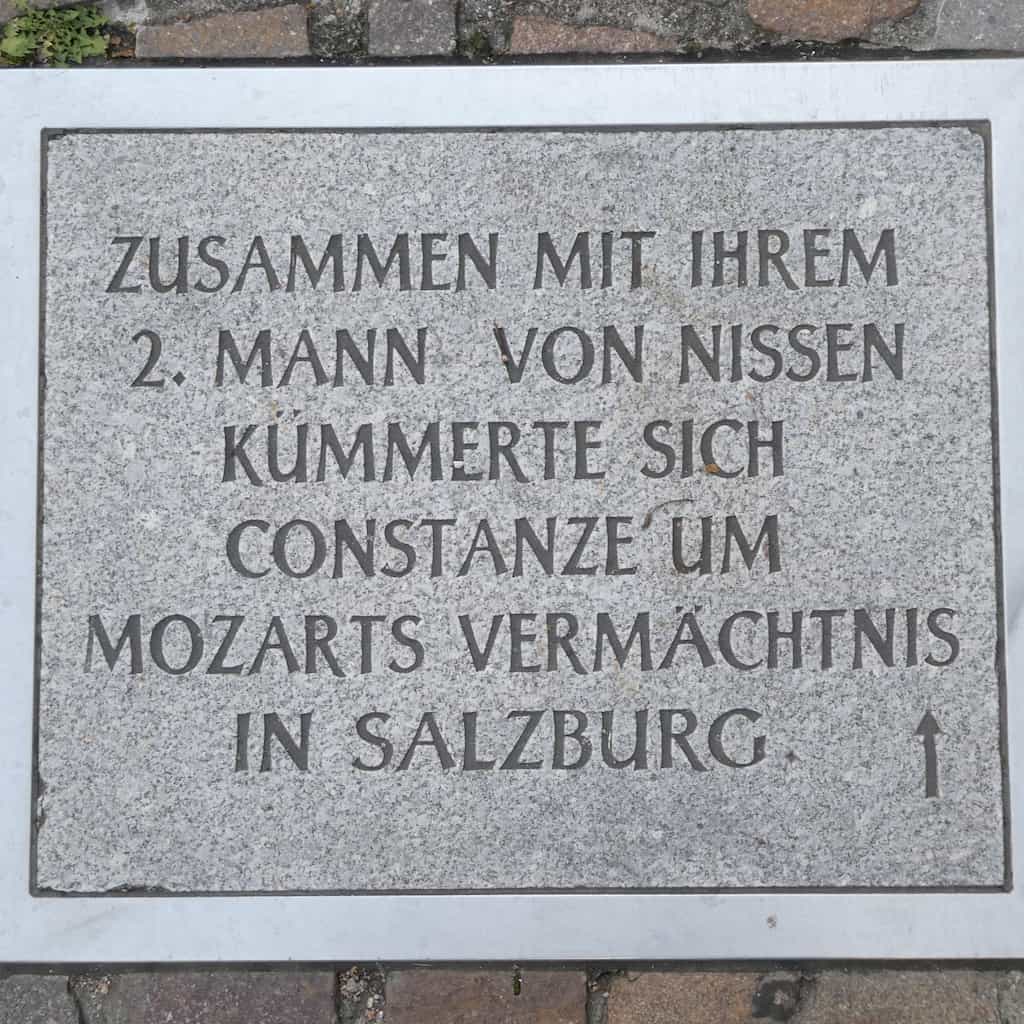 ZUSAMMEN MIT IHREM
2. MANN VON NISSEN
KÜMMERTE SICH
CONSTANZE UM
MOZARTS VERMÄCHTNIS
IN SALZBURG